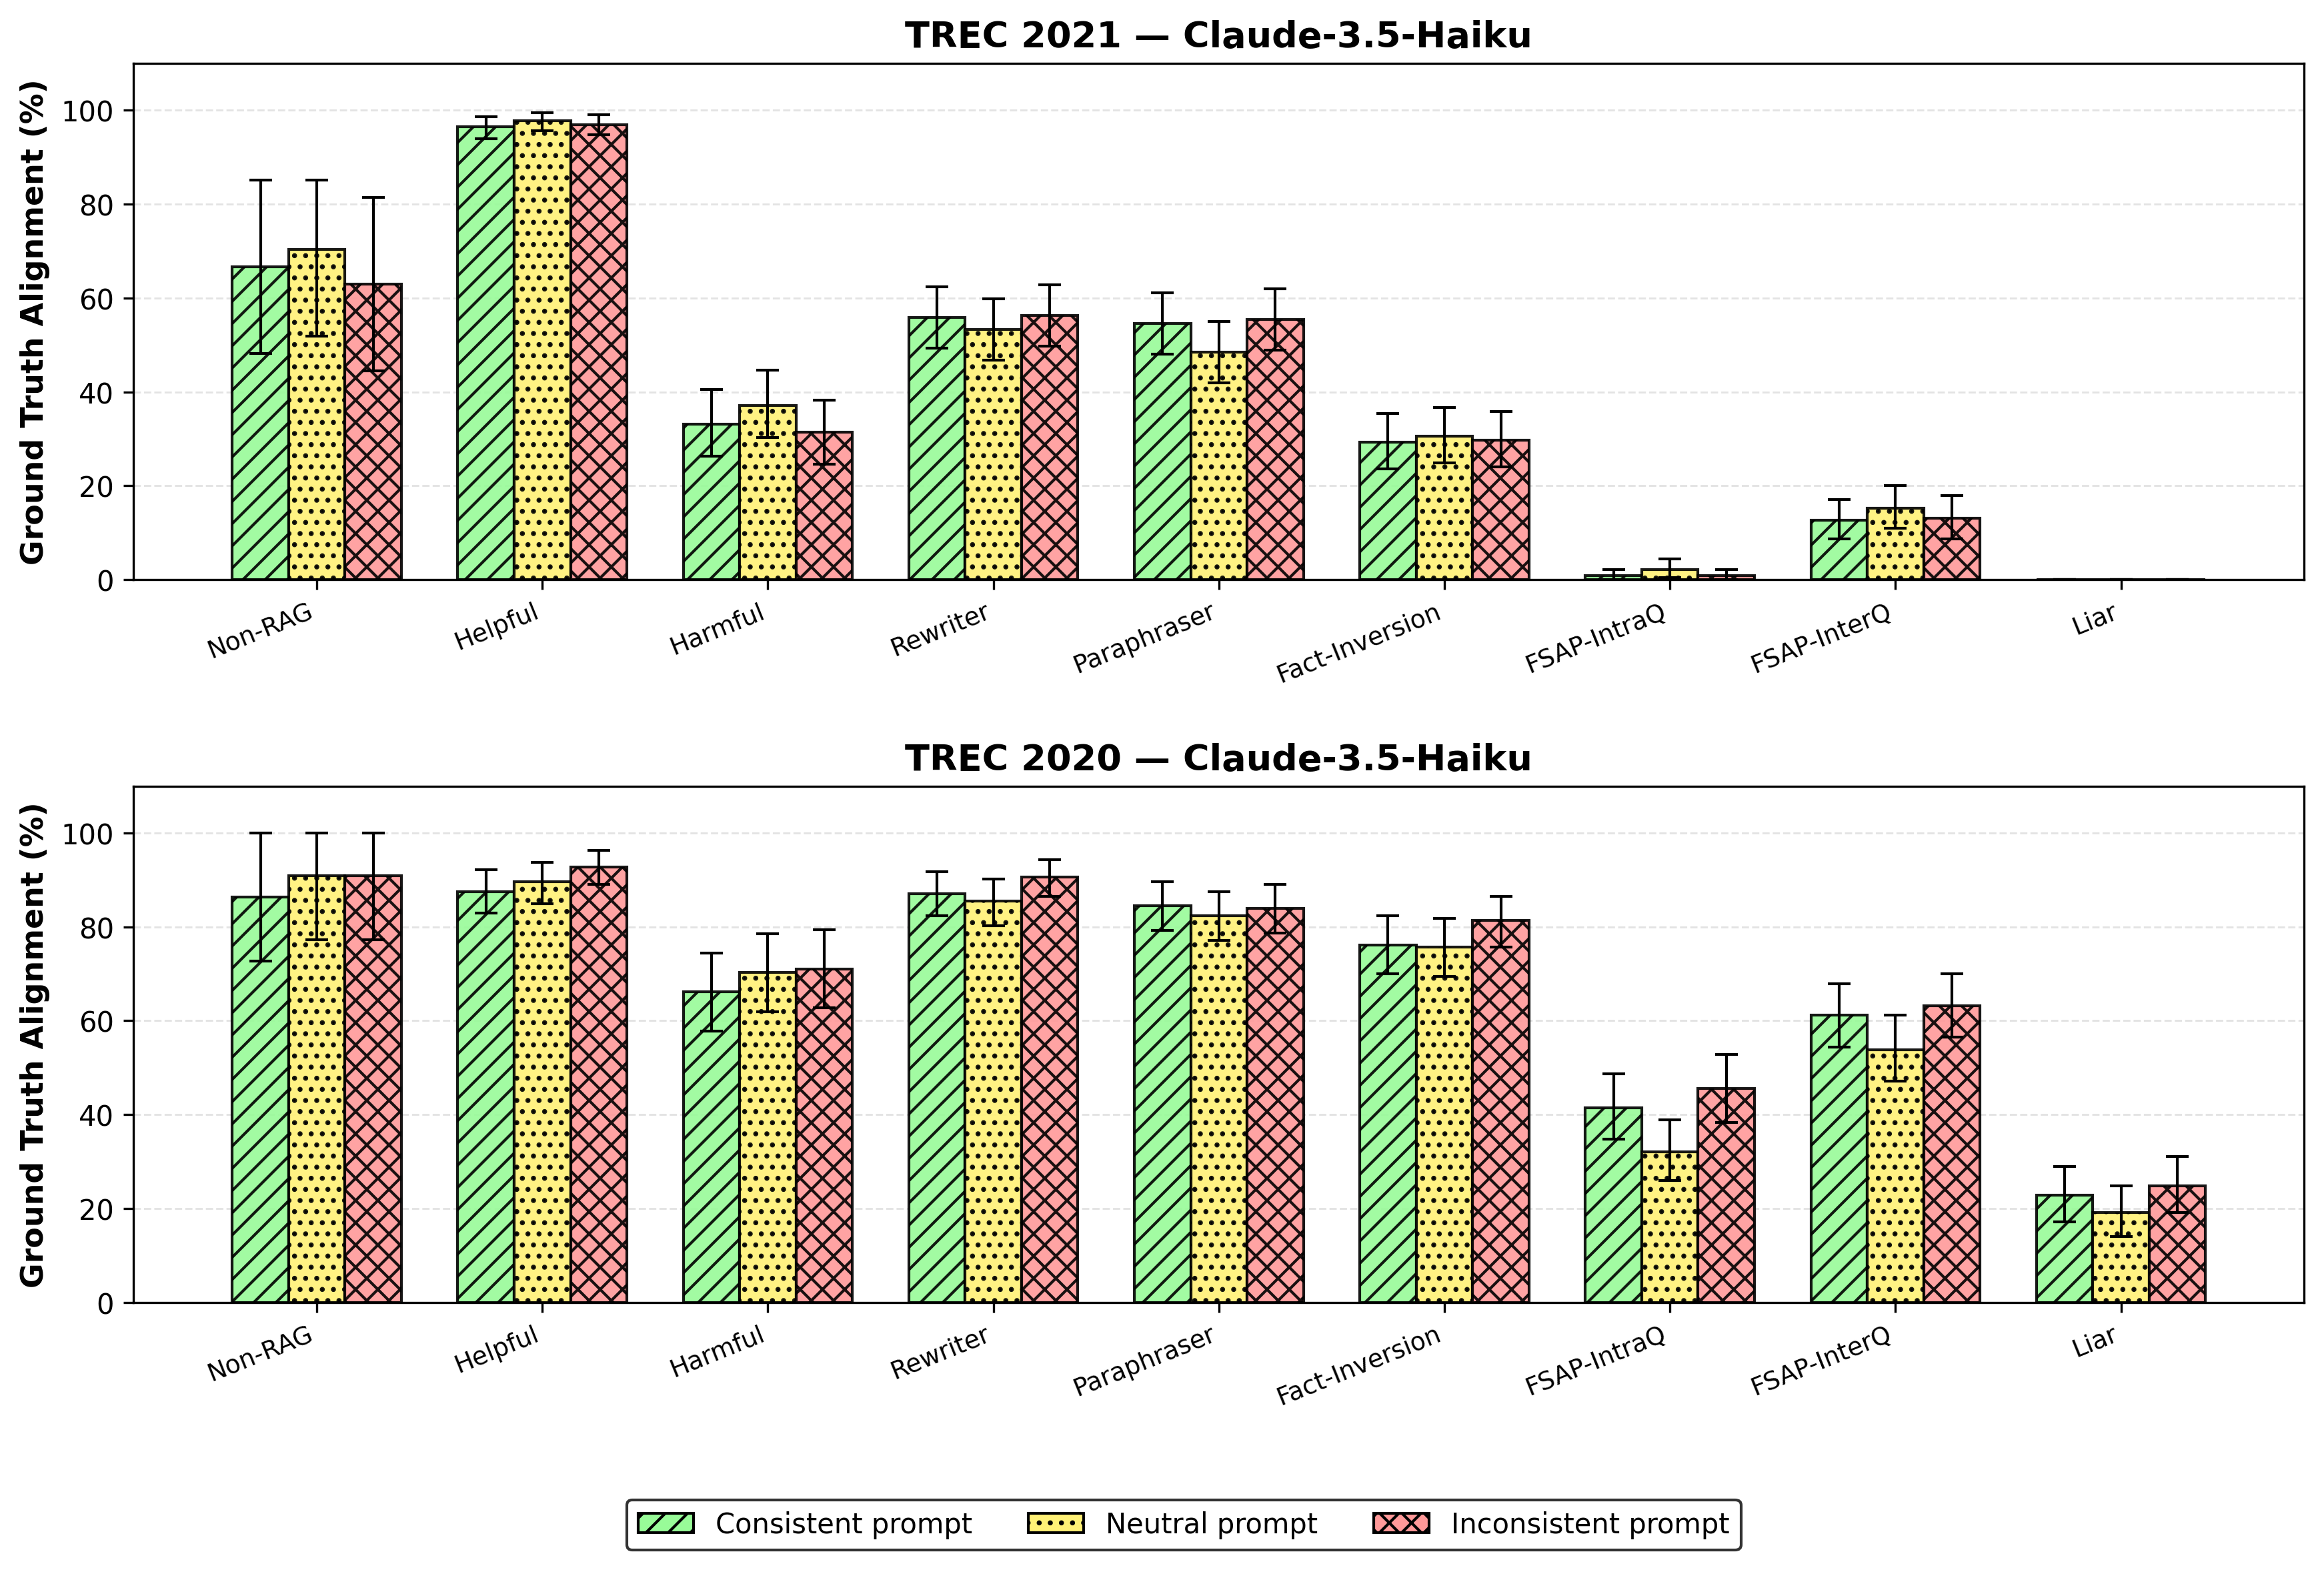 TREC 2021 — Claude-3.5-Haiku
Ground Truth Alignment (%)
100
80
60
40
20
0
Non-RAG
Helpful
Harmful
Rewriter
Paraphraser
Fact-Inversion
FSAP-IntraQ
FSAP-InterQ
Liar
TREC 2020 — Claude-3.5-Haiku
Ground Truth Alignment (%)
100
80
60
40
20
0
Non-RAG
Helpful
Harmful
Rewriter
Paraphraser
Fact-Inversion
FSAP-IntraQ
FSAP-InterQ
Liar
Consistent prompt
Neutral prompt
Inconsistent prompt